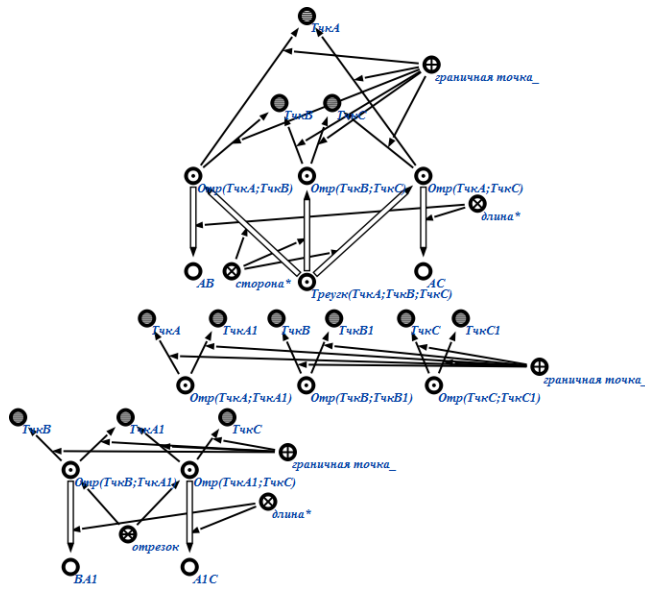 ТчкА
граничная точка_
ТчкВ
ТчкС
Отр(ТчкА;ТчкВ)
Отр(ТчкВ;ТчкС)
Отр(ТчкА;ТчкС)
длина*
АВ
сторона*
АС
Треугк(ТчкА;ТчкВ;ТчкС)
ТчкА
ТчкА1
ТчкВ
ТчкВ1
ТчкС
ТчкС1
граничная точка_
Отр(ТчкА;ТчкА1)
Отр(ТчкВ;ТчкВ1)
Отр(ТчкС;ТчкС1)
ТчкВ
ТчкА1
ТчкС
граничная точка_
Отр(ТчкВ;ТчкА1)
Отр(ТчкА1;ТчкС)
длина*
отрезок
ВА1
А1С